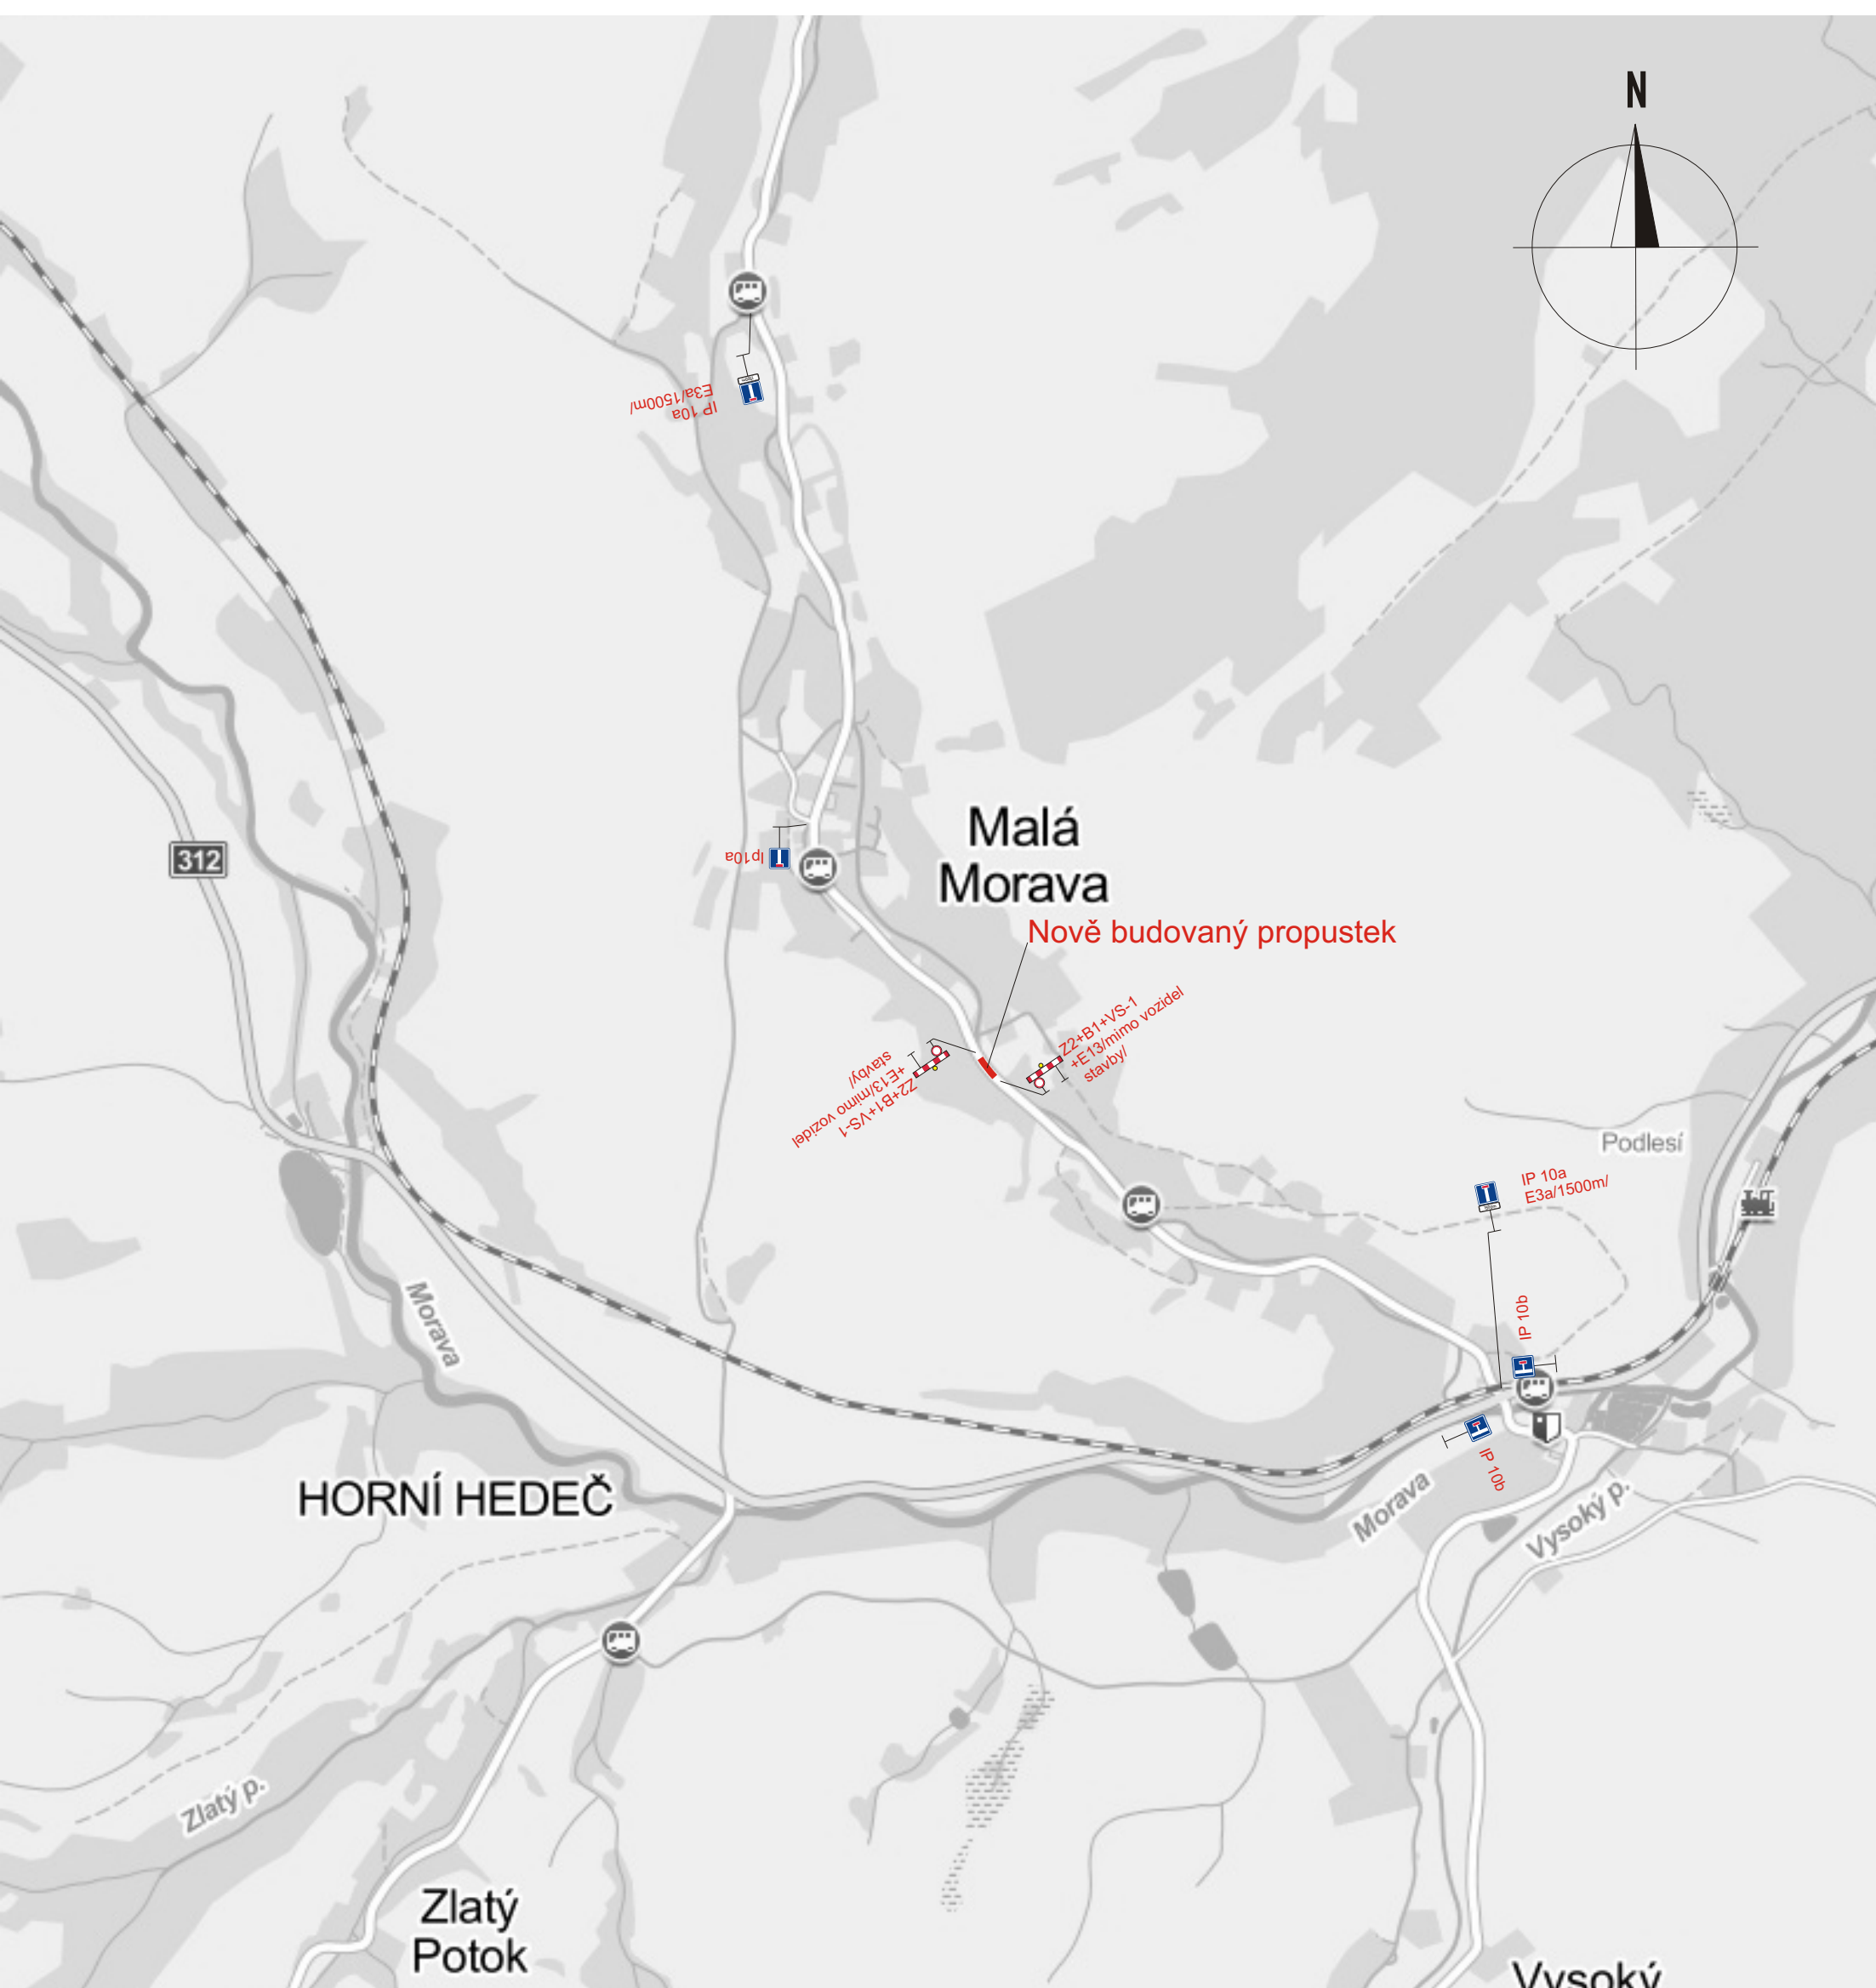 N
E3a/1500m/
IP 10a
312
Malá
Morava
Ip10a
Nově budovaný propustek
Z2+B1+VS-1
+E13/mimo vozidel
stavby/
Z2+B1+VS-1
+E13/mimo vozidel
stavby/
Podlesí
IP 10a
E3a/1500m/
IP 10b
Morava
IP 10b
HORNÍ HEDEČ
Morava
Vysoký p.
Zlatý p.
Zlatý
Potok
Vysoký